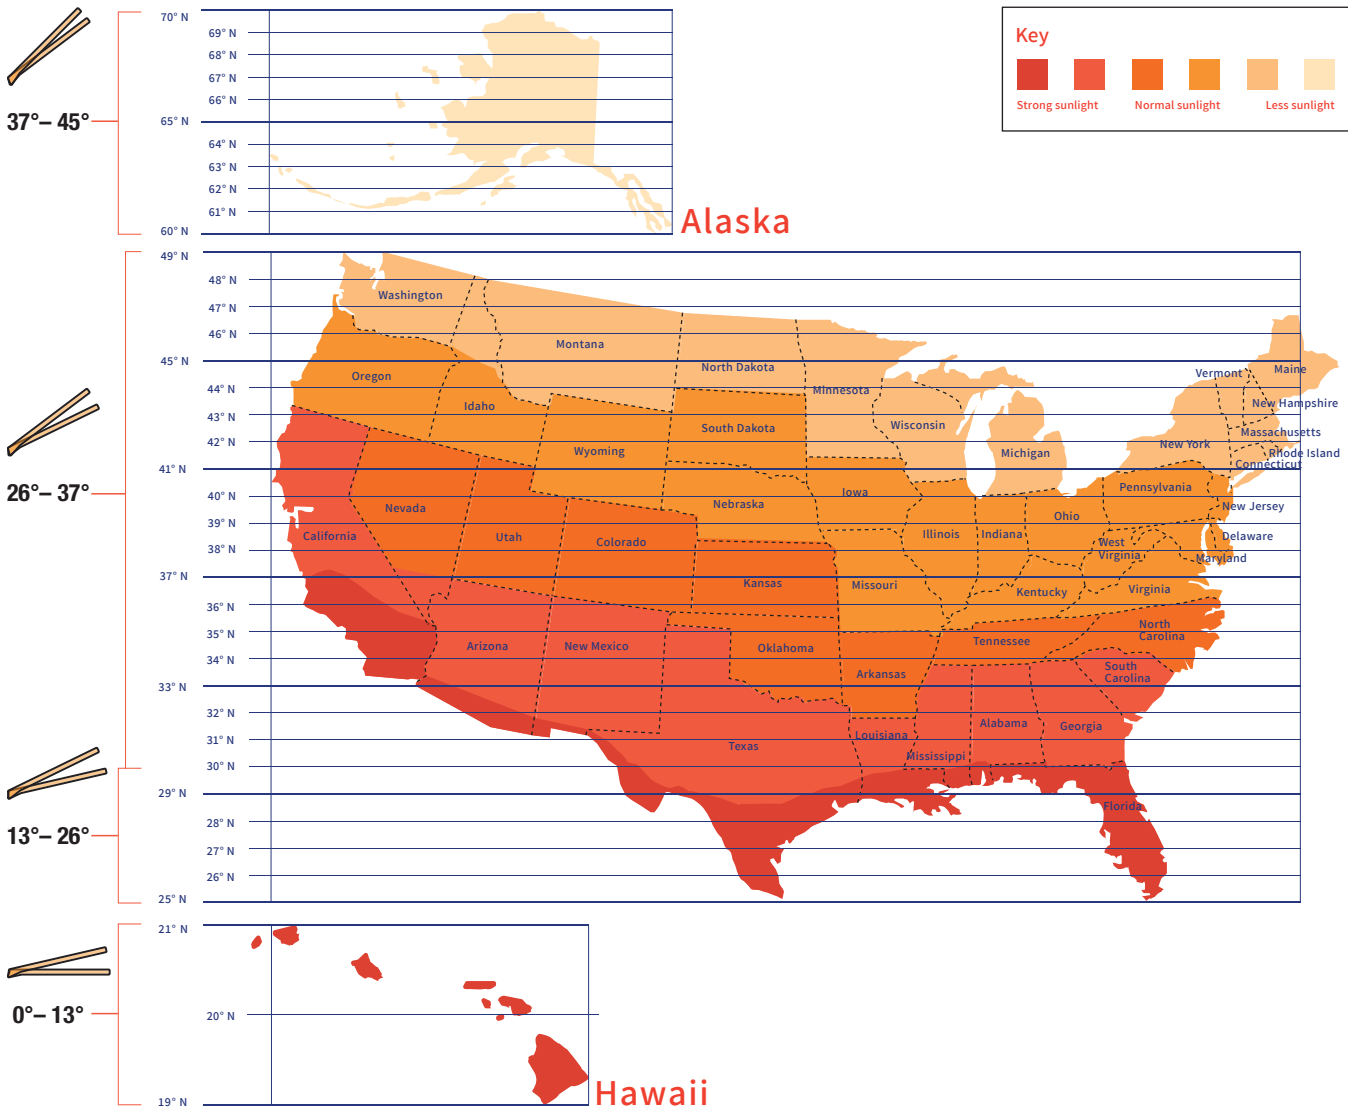 Key
Strong sunlight
Normal sunlight
Less sunlight
37°– 45°
70° N
69° N
68° N
67° N
66° N
65° N
64° N
63° N
62° N
61° N
60° N
Alaska
26°– 37°
49° N
48° N
47° N
46° N
45° N
44° N
43° N
42° N
41° N
40° N
39° N
38° N
37° N
36° N
35° N
34° N
33° N
32° N
31° N
30° N
29° N
28° N
27° N
26° N
25° N
13°– 26°
Washington
Montana
North Dakota
Minnesota
Oregon
Idaho
Wyoming
South Dakota
Wisconsin
Michigan
Vermont
Maine
New Hampshire
Massachusetts
New York
Rhode Island
Connecticut
Pennsylvania
New Jersey
Delaware
Maryland
Nevada
Utah
Colorado
Nebraska
Iowa
Illinois
Indiana
Ohio
West
Virginia
California
Kansas
Missouri
Kentucky
Virginia
Arizona
New Mexico
Oklahoma
Arkansas
Tennessee
North
Carolina
South
Carolina
Texas
Louisiana
Mississippi
Alabama
Georgia
Florida
0°– 13°
21° N
20° N
19° N
Hawaii